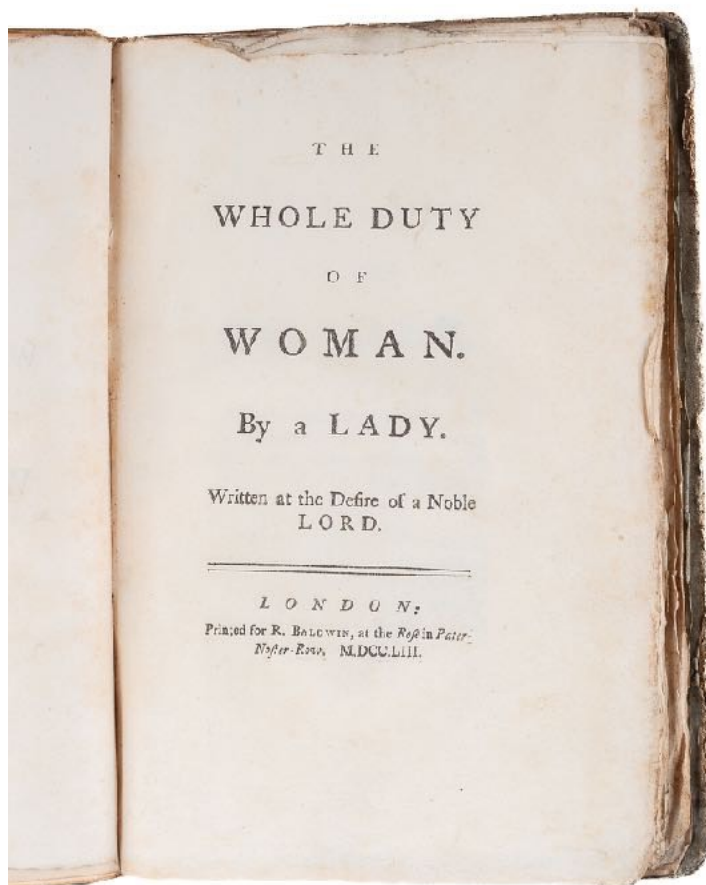 THE
WHOLE DUTY
OF
WOMAN.
By a LADY.
Written at the Deſire of a Noble
LORD.
LONDON:
Printed for R. BALDWIN, at the Roſe in Pater-
Noſter-Row. M.DCC.LIII.